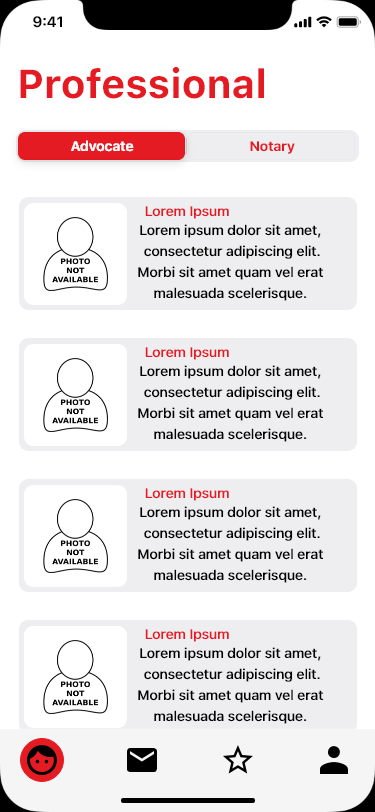 9:41
Professional
Advocate
Notary
PHOTO
NOT
AVAILABLE
Lorem Ipsum
Lorem ipsum dolor sit amet,
consectetur adipiscing elit.
Morbi sit amet quam vel erat
malesuada scelerisque.
PHOTO
NOT
AVAILABLE
Lorem Ipsum
Lorem ipsum dolor sit amet,
consectetur adipiscing elit.
Morbi sit amet quam vel erat
malesuada scelerisque.
PHOTO
NOT
AVAILABLE
Lorem Ipsum
Lorem ipsum dolor sit amet,
consectetur adipiscing elit.
Morbi sit amet quam vel erat
malesuada scelerisque.
PHOTO
NOT
AVAILABLE
Lorem Ipsum
Lorem ipsum dolor sit amet,
consectetur adipiscing elit.
Morbi sit amet quam vel erat
malesuada scelerisque.